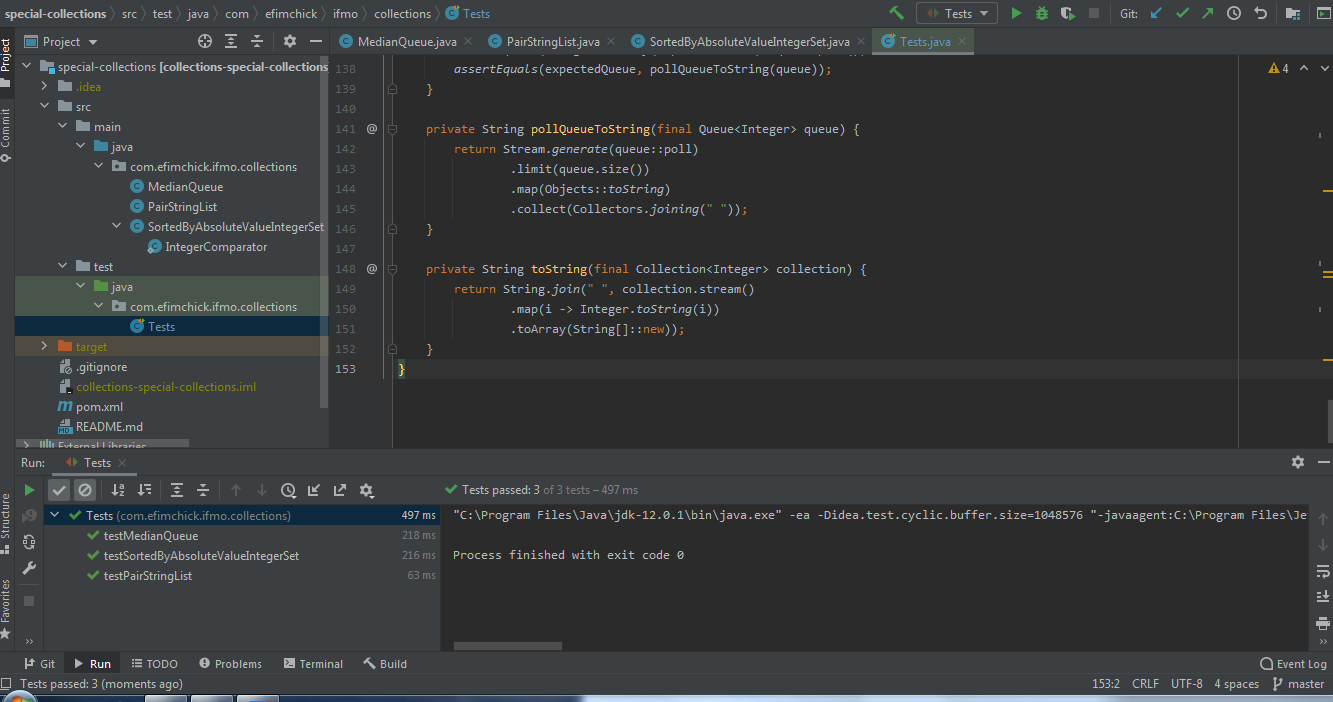 special-collections src test java com efimchick ifmo collections Tests
Tests Git:
Project
MedianQueue.java PairStringList.java SortedByAbsoluteValueIntegerSet.java Tests.java
Project
Commit
Structure
Favorites
special-collections [collections-special-collections
.idea
src
main
java
com.efimchick.ifmo.collections
MedianQueue
PairStringList
SortedByAbsoluteValueIntegerSet
IntegerComparator
test
java
com.efimchick.ifmo.collections
Tests
target
.gitignore
collections-special-collections.iml
pom.xml
README.md
External Libraries
4
138 assertEquals(expectedQueue, pollQueueToString(queue));
139 }
140
141 @ private String pollQueueToString(final Queue<Integer> queue) {
142 return Stream.generate(queue::poll)
143 .limit(queue.size())
144 .map(Objects::toString)
145 .collect(Collectors.joining(" "));
146 }
147
148 @ private String toString(final Collection<Integer> collection) {
149 return String.join(" ", collection.stream()
150 .map(i -> Integer.toString(i))
151 .toArray(String[]::new));
152 }
153 }
Run: Tests
Tests passed: 3 of 3 tests – 497 ms
Tests (com.efimchick.ifmo.collections) 497 ms
testMedianQueue 218 ms
testSortedByAbsoluteValueIntegerSet 216 ms
testPairStringList 63 ms
"C:\Program Files\Java\jdk-12.0.1\bin\java.exe" -ea -Didea.test.cyclic.buffer.size=1048576 "-javaagent:C:\Program Files\Je
Process finished with exit code 0
Git Run TODO Problems Terminal Build Event Log
Tests passed: 3 (moments ago) 153:2 CRLF UTF-8 4 spaces master